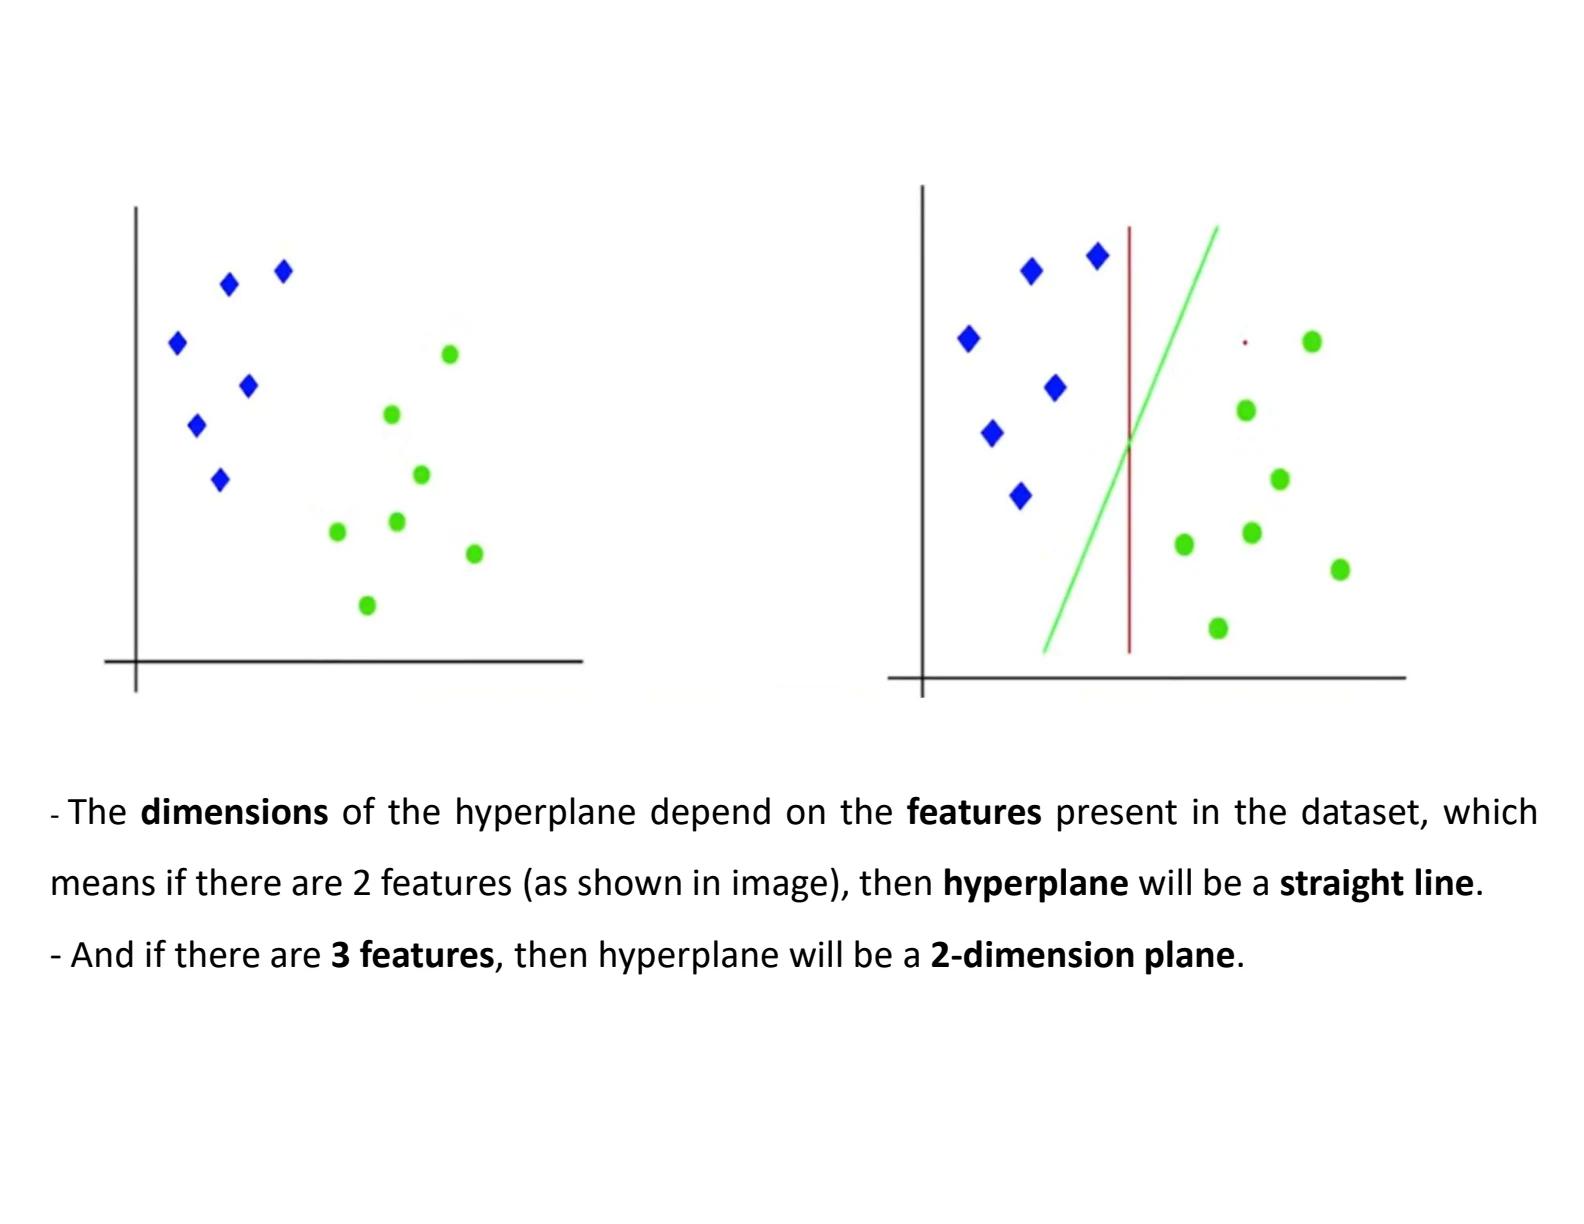 - The dimensions of the hyperplane depend on the features present in the dataset, which
means if there are 2 features (as shown in image), then hyperplane will be a straight line.
- And if there are 3 features, then hyperplane will be a 2-dimension plane.